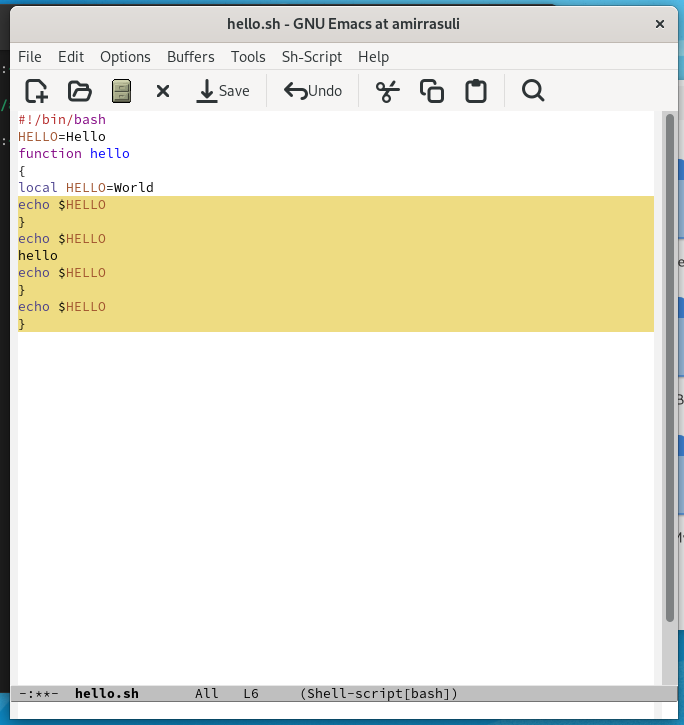 hello.sh - GNU Emacs at amirrasuli
File Edit Options Buffers Tools Sh-Script Help
Save Undo
#!/bin/bash
HELLO=Hello
function hello
{
local HELLO=World
echo $HELLO
}
echo $HELLO
hello
echo $HELLO
}
echo $HELLO
}
-:**- hello.sh All L6 (Shell-script[bash])